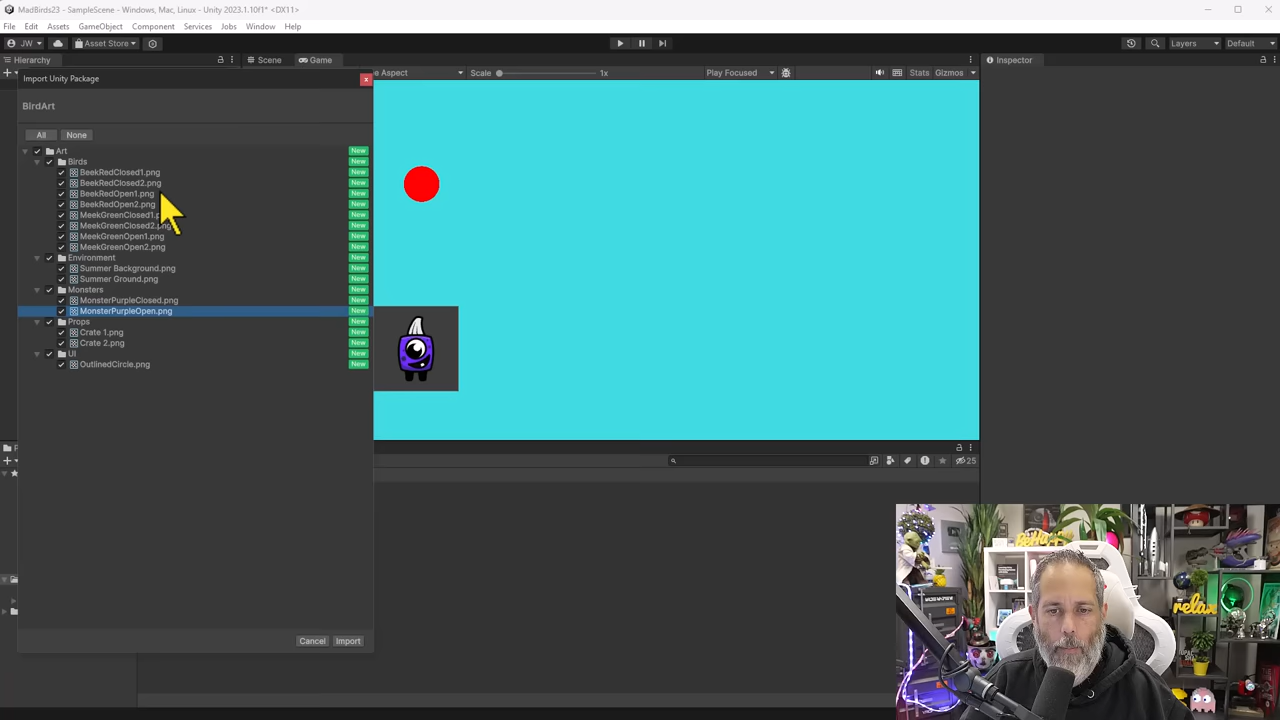 MadBirds23 - SampleScene - Windows, Mac, Linux - Unity 2023.1.10f1* <DX11>
File Edit Assets GameObject Component Services Jobs Window Help
JW Asset Store Layers Default
Hierarchy Scene Game Inspector
Aspect Scale 1x Play Focused Stats Gizmos
Import Unity Package
BirdArt
All None
Art New
Birds New
BeekRedClosed1.png New
BeekRedClosed2.png New
BeekRedOpen1.png New
BeekRedOpen2.png New
MeekGreenClosed1.p New
MeekGreenClosed2.png New
MeekGreenOpen1.png New
MeekGreenOpen2.png New
Environment New
Summer Background.png New
Summer Ground.png New
Monsters New
MonsterPurpleClosed.png New
MonsterPurpleOpen.png New
Props New
Crate 1.png New
Crate 2.png New
UI New
OutlinedCircle.png New
25
Cancel Import
relax